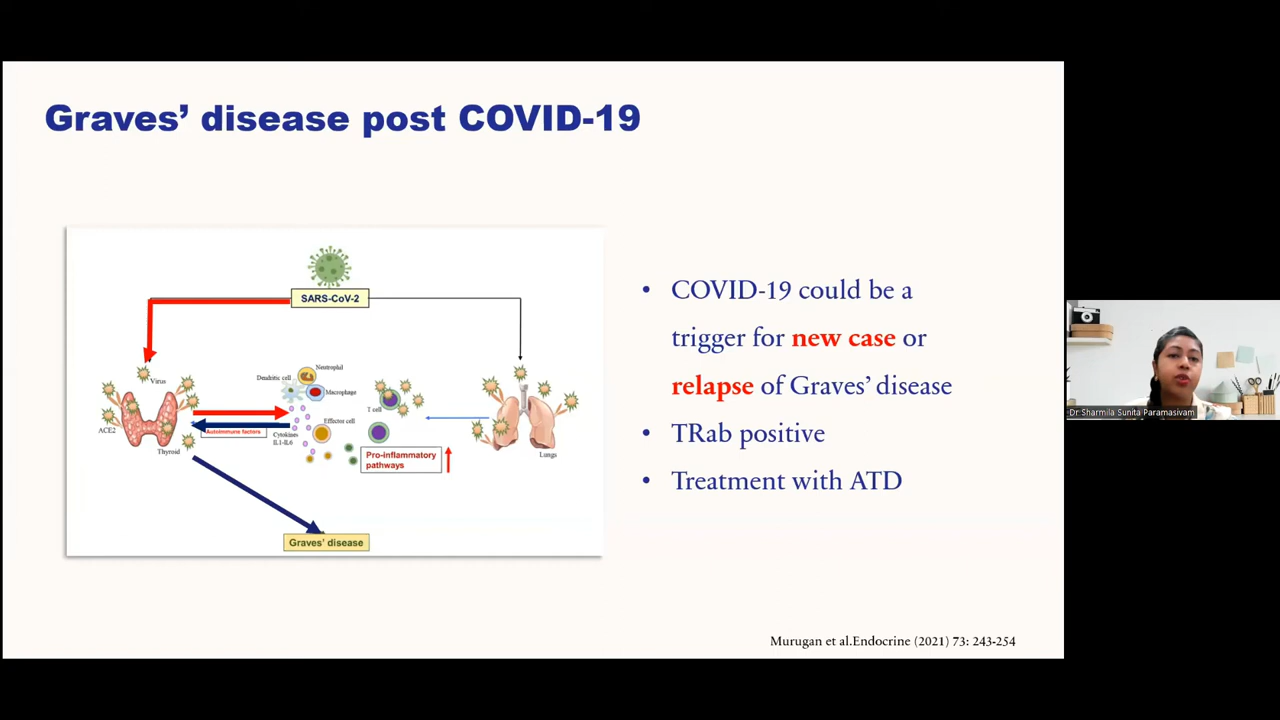 Graves’ disease post COVID-19
SARS-CoV-2
Virus
ACE2
Thyroid
Autoimmune factors
Dendritic cell
Neutrophil
Macrophage
T cell
Effector cell
Cytokines
IL1-IL6
Pro-inflammatory
pathways
Lungs
Graves’ disease
• COVID-19 could be a
trigger for new case or
relapse of Graves’ disease
• TRab positive
• Treatment with ATD
Murugan et al.Endocrine (2021) 73: 243-254
Dr Sharmila Sunita Paramasivam